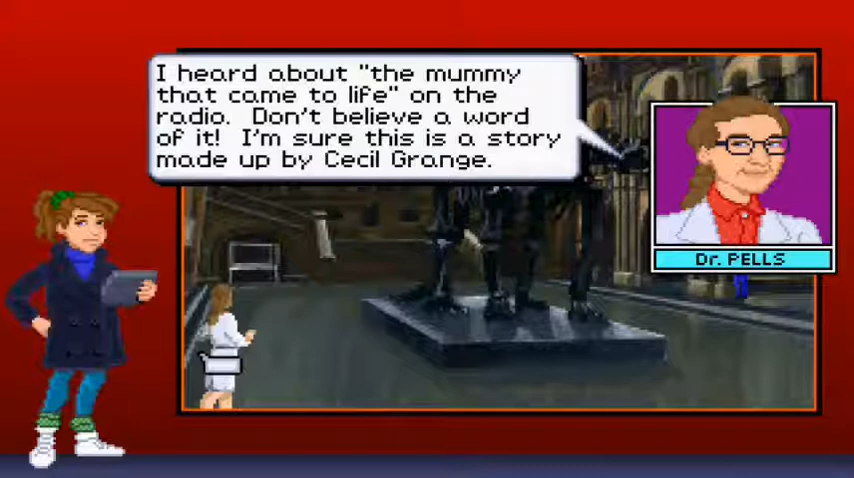 I heard about "the mummy
that came to life" on the
radio. Don't believe a word
of it! I'm sure this is a story
made up by Cecil Grange.
Dr. PELLS